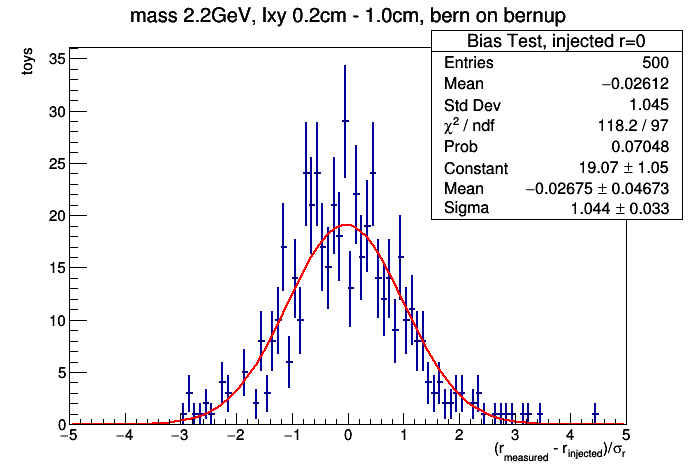 mass 2.2GeV, lxy 0.2cm - 1.0cm, bern on bernup
Bias Test, injected r=0
Entries 500
Mean −0.02612
Std Dev 1.045
χ² / ndf 118.2 / 97
Prob 0.07048
Constant 19.07 ± 1.05
Mean −0.02675 ± 0.04673
Sigma 1.044 ± 0.033
toys
35
30
25
20
15
10
5
0
−5 −4 −3 −2 −1 0 1 2 3 4 5
(r_measured - r_injected)/σ_r